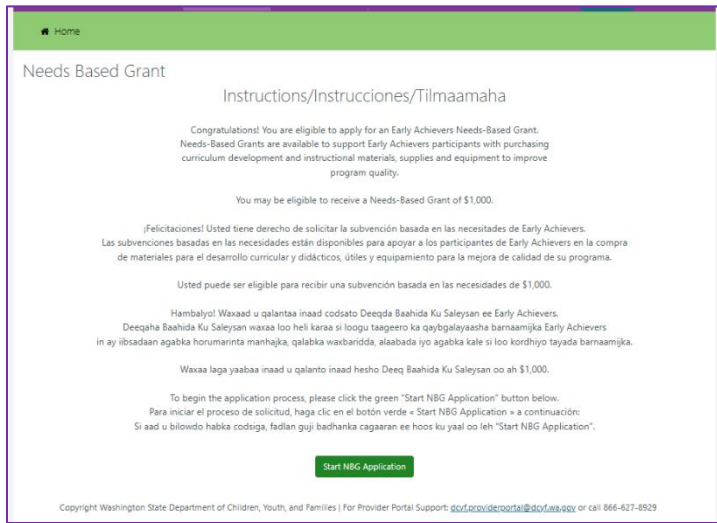 Home
Needs Based Grant
Instructions/Instrucciones/Tilmaamaha
Congratulations! You are eligible to apply for an Early Achievers Needs-Based Grant.
Needs-Based Grants are available to support Early Achievers participants with purchasing
curriculum development and instructional materials, supplies and equipment to improve
program quality.
You may be eligible to receive a Needs-Based Grant of $1,000.
¡Felicitaciones! Usted tiene derecho de solicitar la subvención basada en las necesitades de Early Achievers.
Las subvenciones basadas en las necesidades están disponibles para apoyar a los participantes de Early Achievers en la compra
de materiales para el desarrollo curricular y didácticos, útiles y equipamiento para la mejora de calidad de su programa.
Usted puede ser eligible para recibir una subvención basada en las necesidades de $1,000.
Hambalyo! Waxaad u qalantaa inaad codsato Deeqda Baahida Ku Saleysan ee Early Achievers.
Deeqaha Baahida Ku Saleysan waxaa loo heli karaa si loogu taageero ka qaybgalayaasha barnaamijka Early Achievers
in ay iibsadaan agabka horumarinta manhajka, qalabka waxbaridda, alaabada iyo agabka kale si loo kordhiyo tayada barnaamijka.
Waxaa laga yaabaa inaad u qalanto inaad hesho Deeq Baahida Ku Saleysan oo ah $1,000.
To begin the application process, please click the green "Start NBG Application" button below.
Para iniciar el proceso de solicitud, haga clic en el botón verde « Start NBG Application » a continuación:
Si aad u bilowdo habka codsiga, fadlan guji badhanka cagaaran ee hoos ku yaal oo leh "Start NBG Application".
Start NBG Application
Copyright Washington State Department of Children, Youth, and Families | For Provider Portal Support: dcyf.providerportal@dcyf.wa.gov or call 866-627-8929